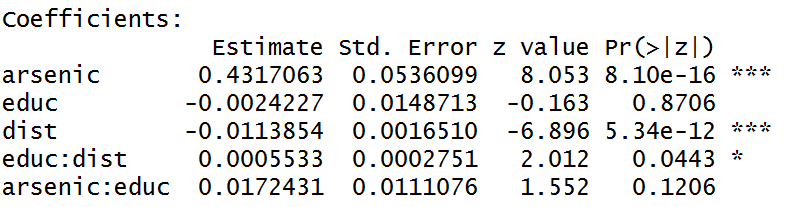 Coefficients:
Estimate Std. Error z value Pr(>|z|)
arsenic 0.4317063 0.0536099 8.053 8.10e-16 ***
educ -0.0024227 0.0148713 -0.163 0.8706
dist -0.0113854 0.0016510 -6.896 5.34e-12 ***
educ:dist 0.0005533 0.0002751 2.012 0.0443 *
arsenic:educ 0.0172431 0.0111076 1.552 0.1206